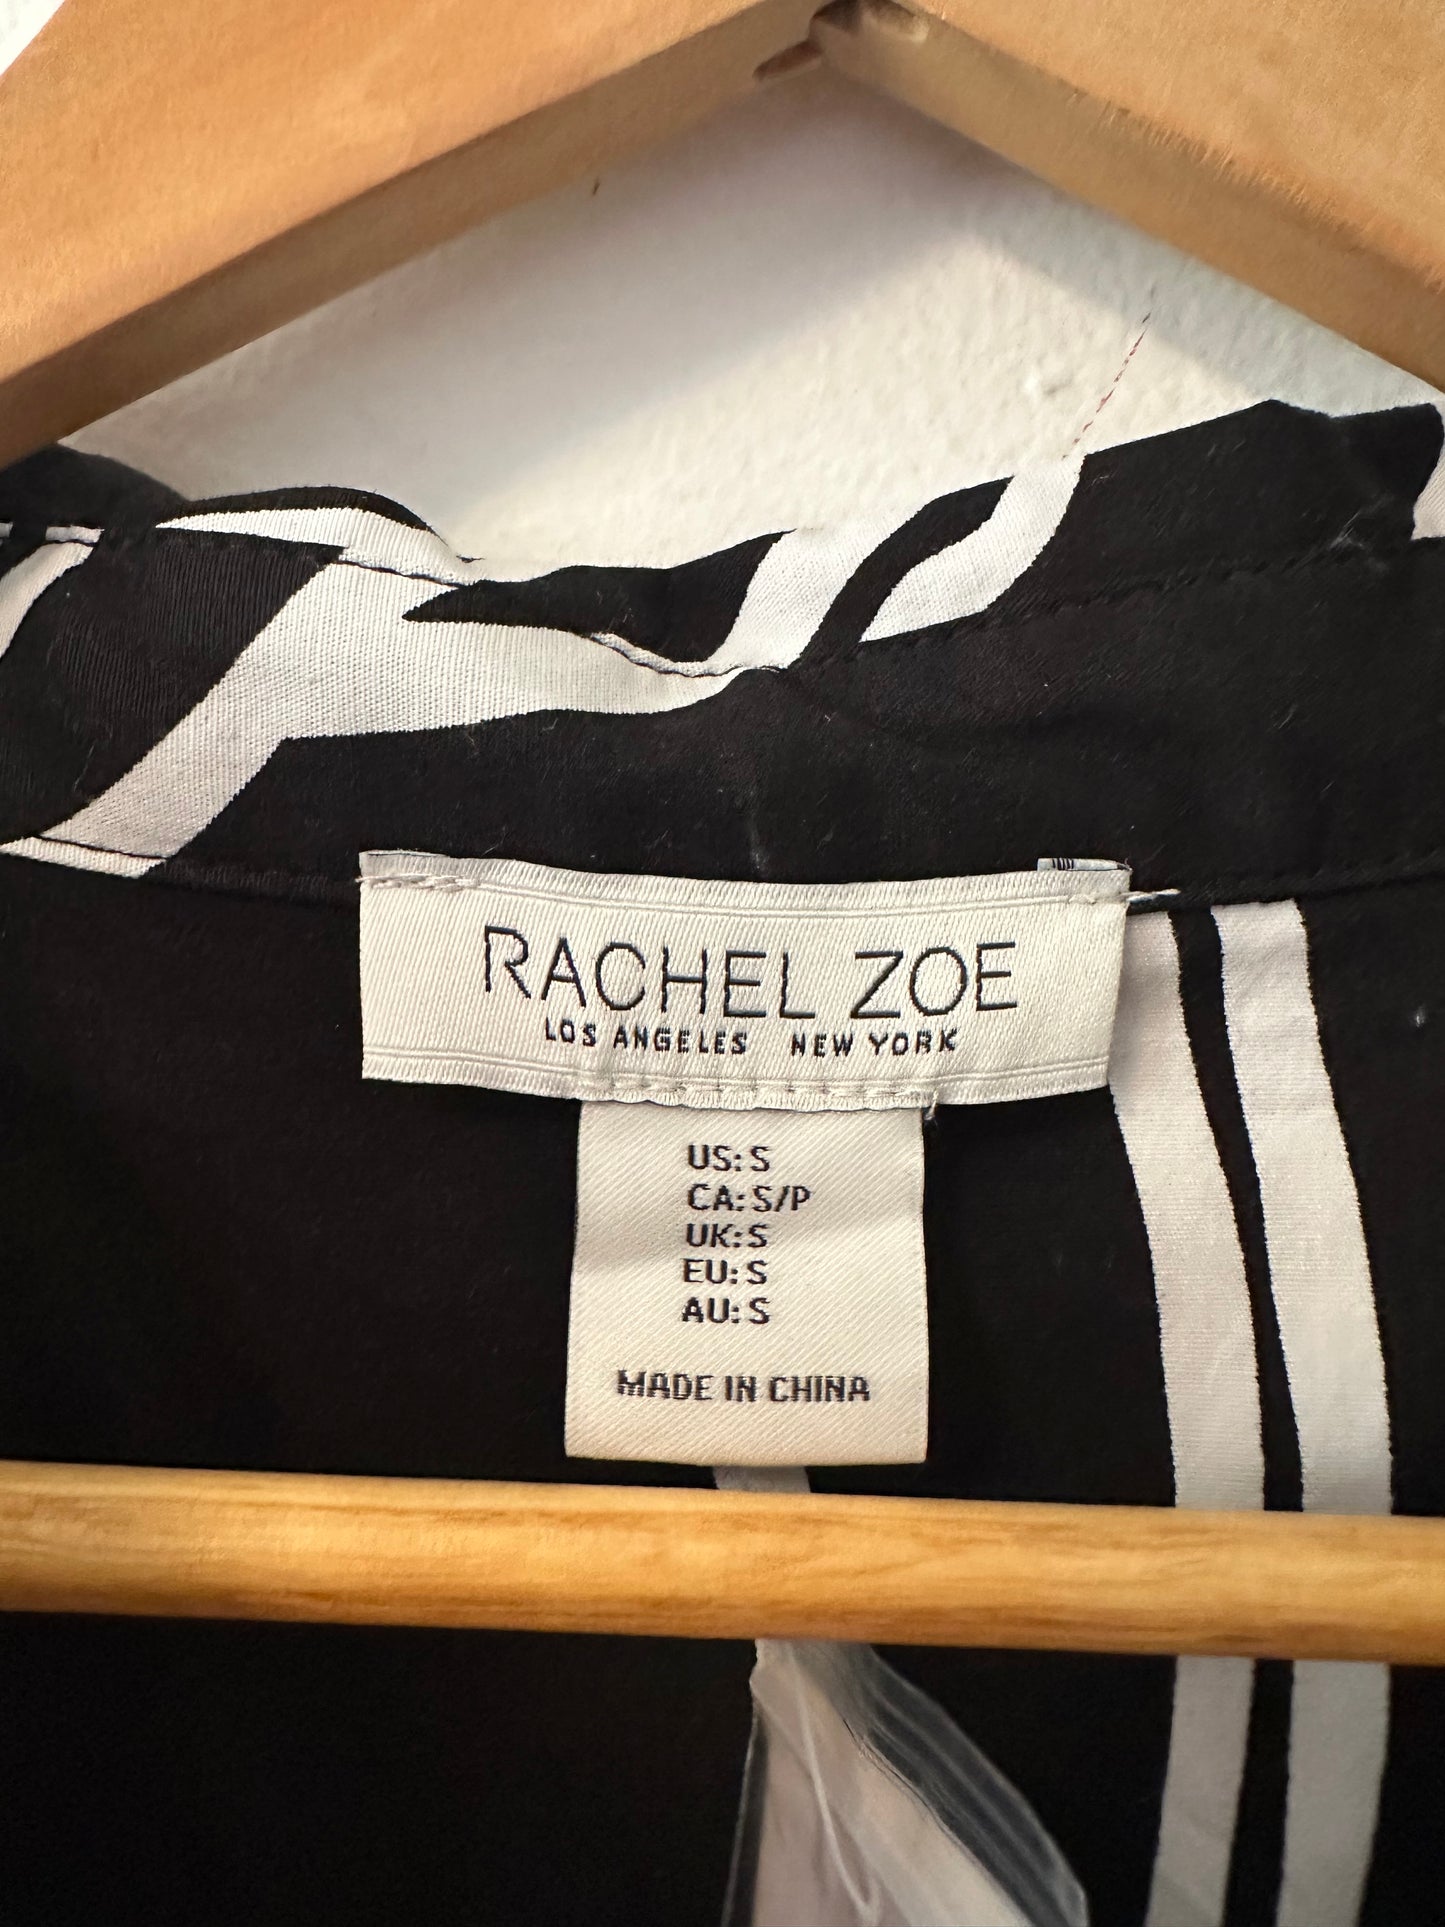 RACHEL ZOE
LOS ANGELES NEW YORK
US: S
CA: S/P
UK: S
EU: S
AU: S
MADE IN CHINA